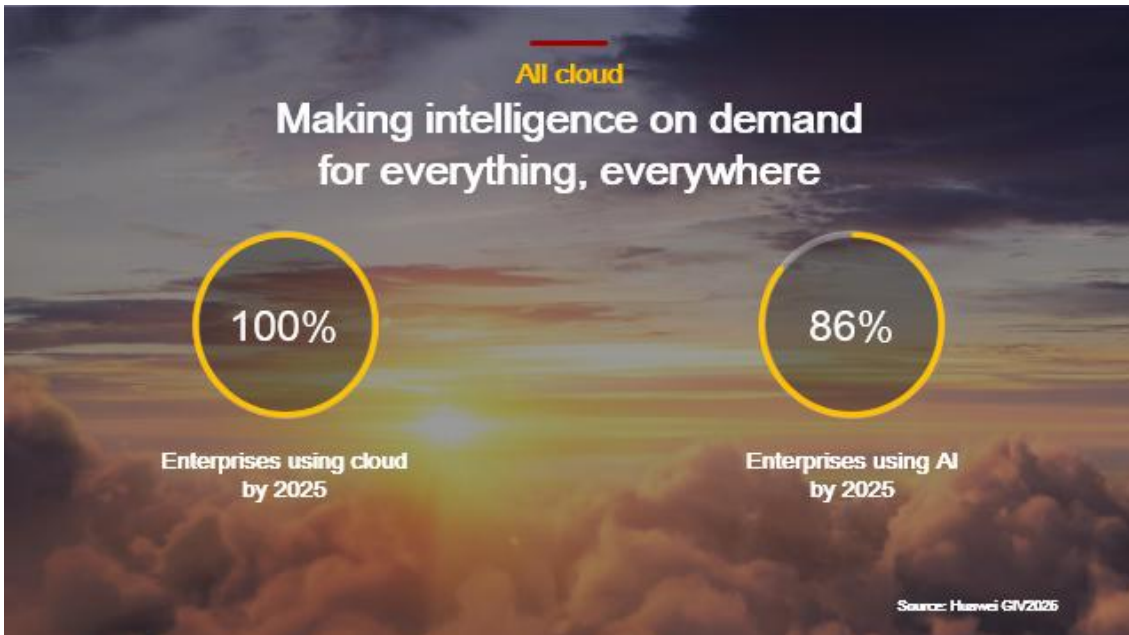 All cloud
Making intelligence on demand
for everything, everywhere
100%
86%
Enterprises using cloud
by 2025
Enterprises using AI
by 2025
Source: Huawei GIV2025